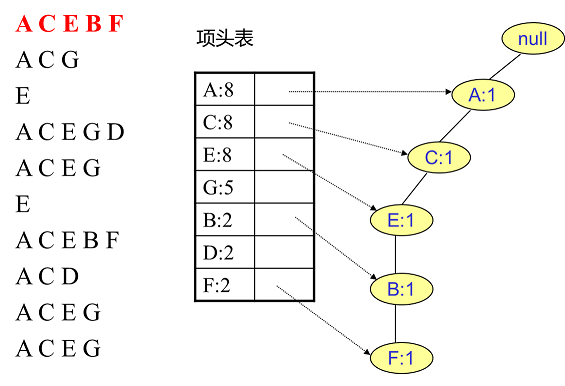 A C E B F
A C G
E
A C E G D
A C E G
E
A C E B F
A C D
A C E G
A C E G
项头表
A:8
C:8
E:8
G:5
B:2
D:2
F:2
null
A:1
C:1
E:1
B:1
F:1